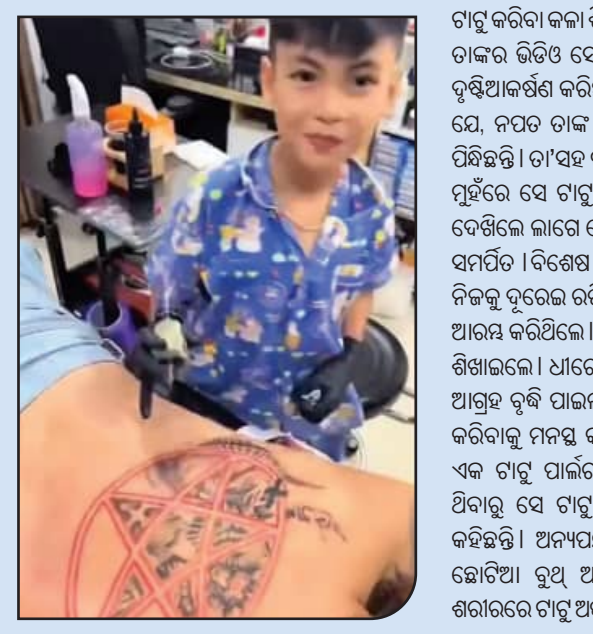 ଟାଟୁ କରିବା କଳା
ତାଙ୍କର ଭିଡିଓ
ଦୃଷ୍ଟିଆକର୍ଷଣ
ଯେ, ନପତ ତାଙ୍କ
ପିନ୍ଧିଛନ୍ତି । ତା’ସହ
ମୁହଁରେ ସେ ଟାଟୁ
ଦେଖିଲେ ଲାଗେ
ସମର୍ପିତ । ବିଶେଷ
ନିଜକୁ ଦୂରେଇ
ଆରମ୍ଭ କରିଥିଲେ ।
ଶିଖାଇଲେ । ଧୀରେ
ଆଗ୍ରହ ବୃଦ୍ଧି
କରିବାକୁ ମନସ୍ଥ
ଏକ ଟାଟୁ
ଥିବାରୁ ସେ ଟାଟୁ
କହିଛନ୍ତି ।
ଛୋଟିଆ ବୁଥ୍
ଶରୀରରେ ଟାଟୁ